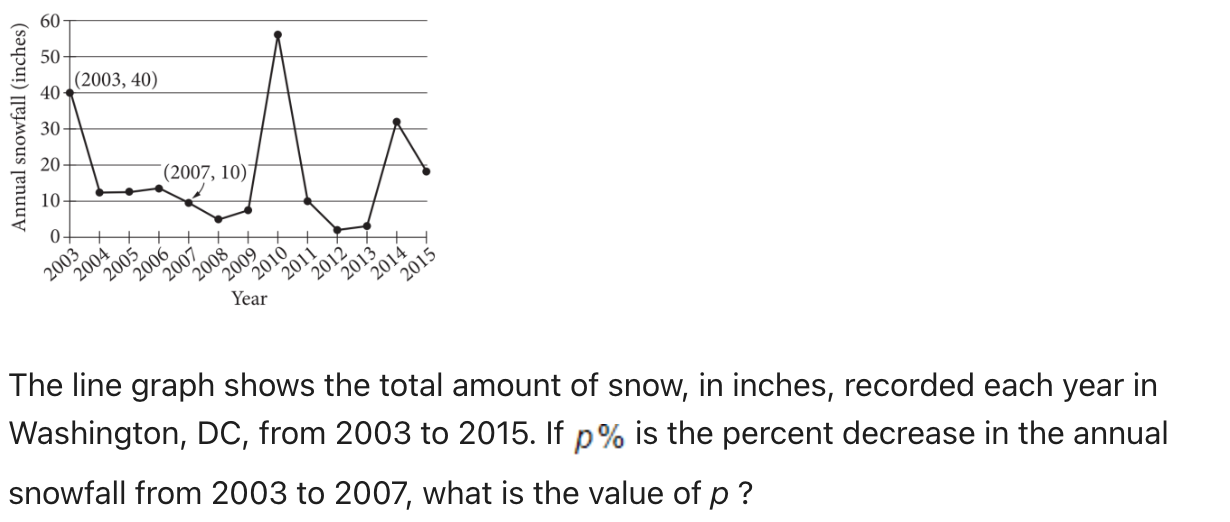 60
50
(2003, 40)
40
30
20
(2007, 10)
10
0
Annual snowfall (inches)
2003 2004 2005 2006 2007 2008 2009 2010 2011 2012 2013 2014 2015
Year
The line graph shows the total amount of snow, in inches, recorded each year in
Washington, DC, from 2003 to 2015. If p% is the percent decrease in the annual
snowfall from 2003 to 2007, what is the value of p ?